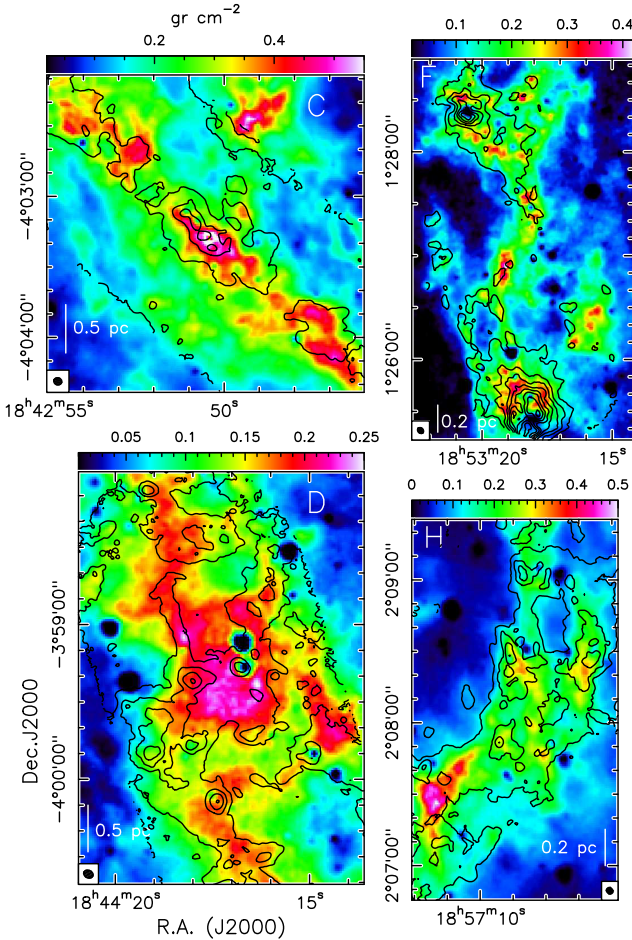 gr cm−2
0.2 0.4
C
−4°03'00"
−4°04'00"
0.5 pc
18h42m55s 50s
0.1 0.2 0.3 0.4
F
1°28'00"
1°26'00"
0.2 pc
18h53m20s 15s
0.05 0.1 0.15 0.2 0.25
D
−3°59'00"
−4°00'00"
Dec.J2000
0.5 pc
18h44m20s 15s
R.A. (J2000)
0 0.1 0.2 0.3 0.4 0.5
H
2°09'00"
2°08'00"
2°07'00"
0.2 pc
18h57m10s